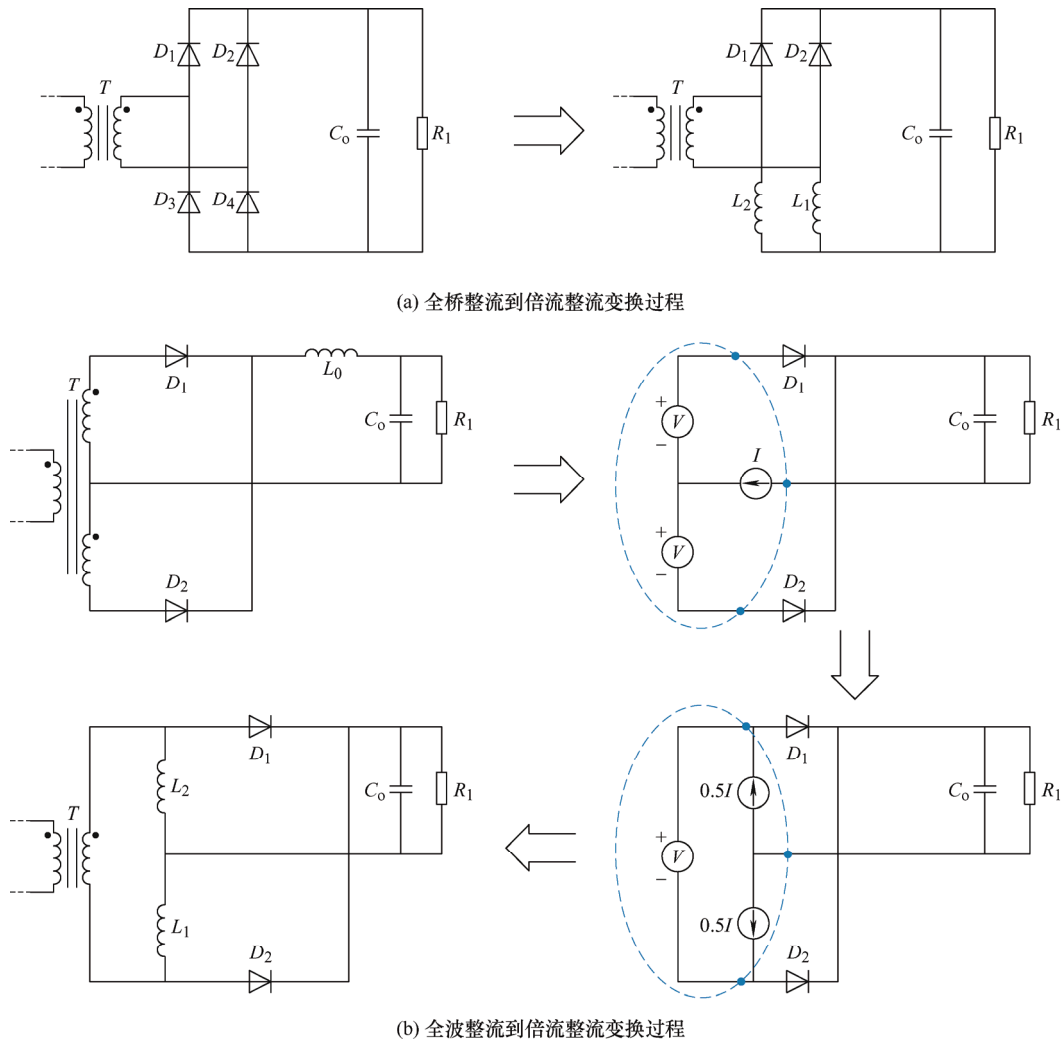 D₁ D₂ D₁ D₂
T T
Cₒ R₁ Cₒ R₁
D₃ D₄ L₂ L₁
(a) 全桥整流到倍流整流变换过程
T D₁ L₀ Cₒ R₁ D₂
+ V − I + V − D₁ Cₒ R₁ D₂
T L₂ L₁ D₁ Cₒ R₁ D₂
+ V − 0.5I 0.5I D₁ Cₒ R₁ D₂
(b) 全波整流到倍流整流变换过程